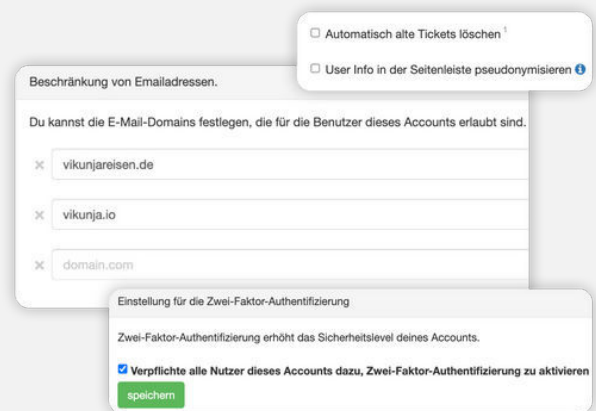 Automatisch alte Tickets löschen 1
User Info in der Seitenleiste pseudonymisieren
Beschränkung von Emailadressen.
Du kannst die E-Mail-Domains festlegen, die für die Benutzer dieses Accounts erlaubt sind.
vikunjareisen.de
vikunja.io
domain.com
Einstellung für die Zwei-Faktor-Authentifizierung
Zwei-Faktor-Authentifizierung erhöht das Sicherheitslevel deines Accounts.
Verpflichte alle Nutzer dieses Accounts dazu, Zwei-Faktor-Authentifizierung zu aktivieren
speichern